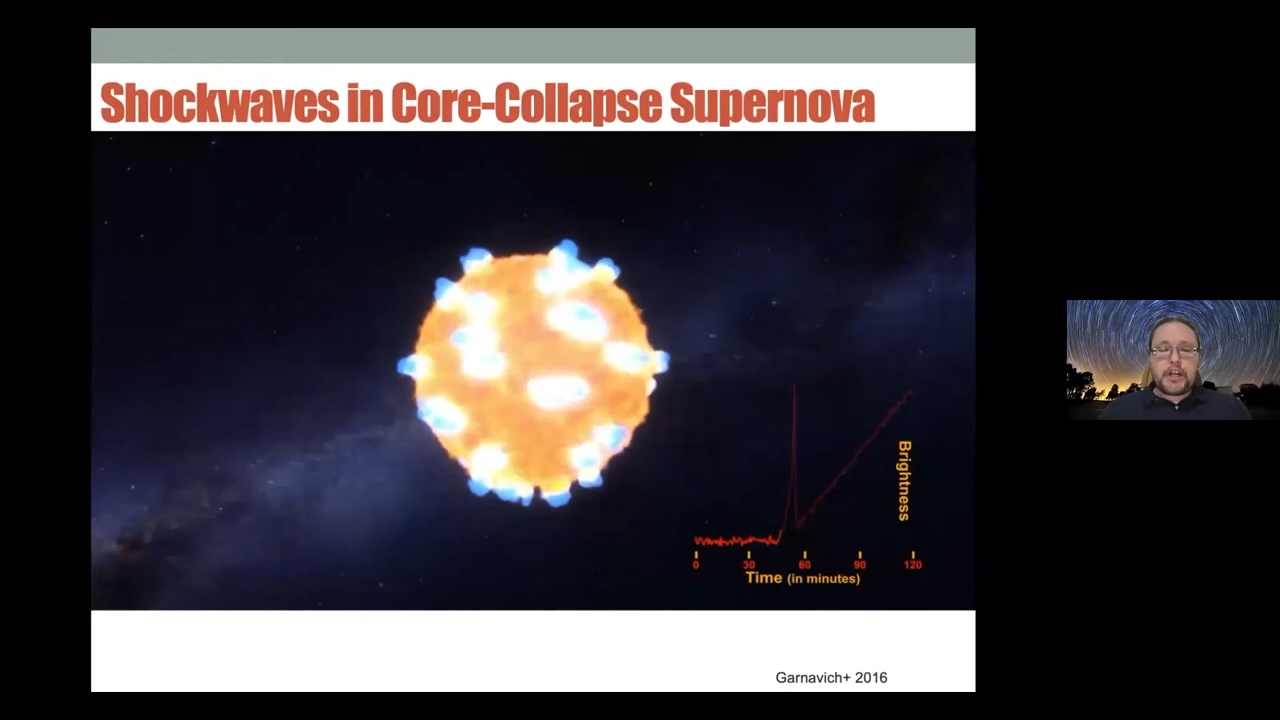 Shockwaves in Core-Collapse Supernova
Brightness
0 30 60 90 120
Time (in minutes)
Garnavich+ 2016